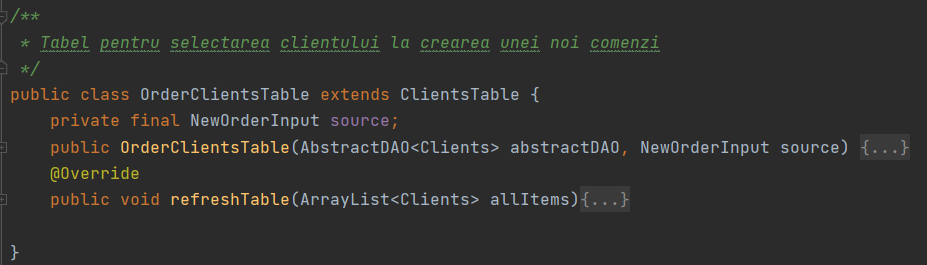 /**
 * Tabel pentru selectarea clientului la crearea unei noi comenzi
 */
public class OrderClientsTable extends ClientsTable {
    private final NewOrderInput source;
    public OrderClientsTable(AbstractDAO<Clients> abstractDAO, NewOrderInput source) {...}
    @Override
    public void refreshTable(ArrayList<Clients> allItems){...}
}